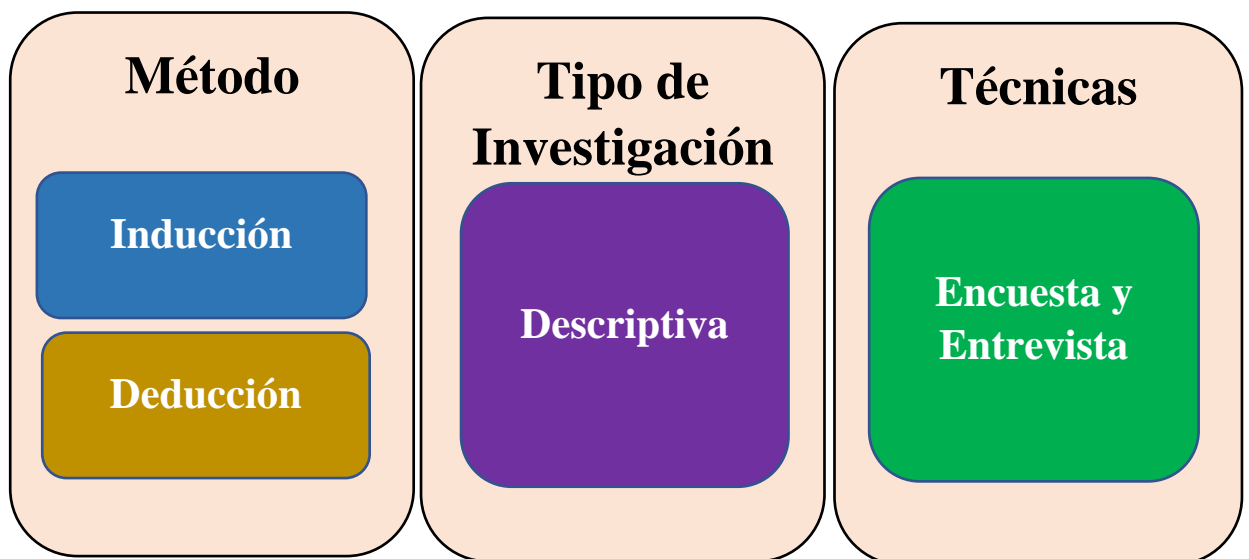 Método
Inducción
Deducción
Tipo de
Investigación
Descriptiva
Técnicas
Encuesta y
Entrevista